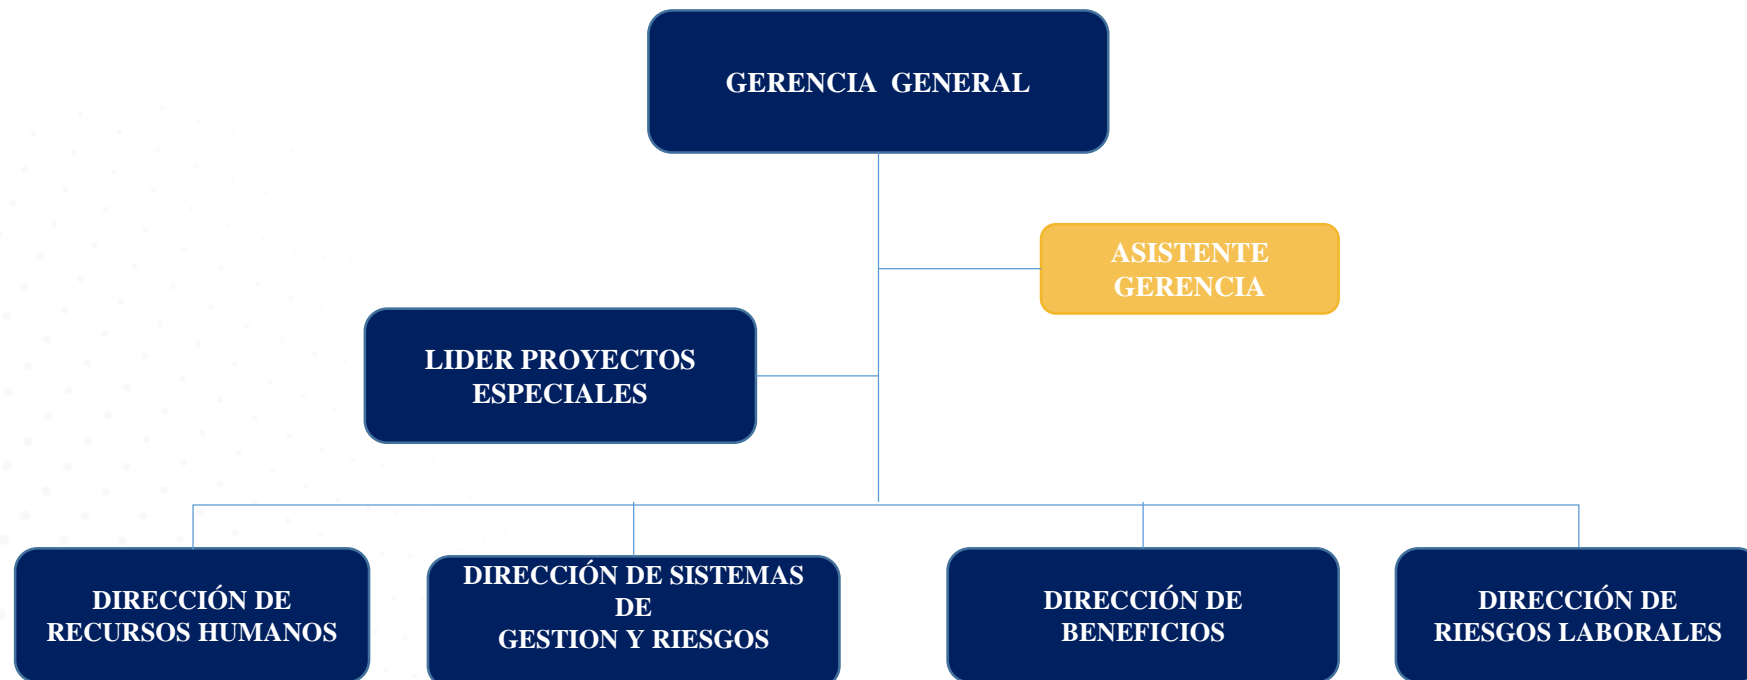 GERENCIA GENERAL
ASISTENTE
GERENCIA
LIDER PROYECTOS
ESPECIALES
DIRECCIÓN DE
RECURSOS HUMANOS
DIRECCIÓN DE SISTEMAS
DE
GESTION Y RIESGOS
DIRECCIÓN DE
BENEFICIOS
DIRECCIÓN DE
RIESGOS LABORALES